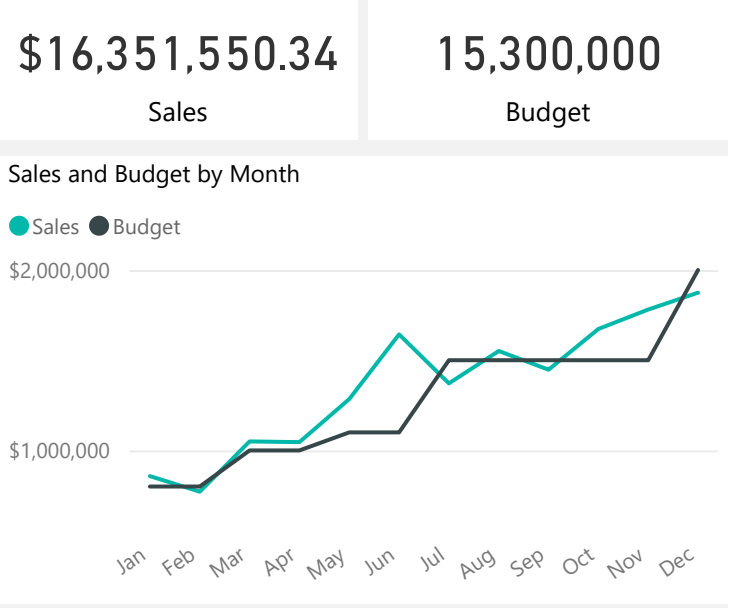 $16,351,550.34
Sales
15,300,000
Budget
Sales and Budget by Month
Sales Budget
$2,000,000
$1,000,000
Jan Feb Mar Apr May Jun Jul Aug Sep Oct Nov Dec